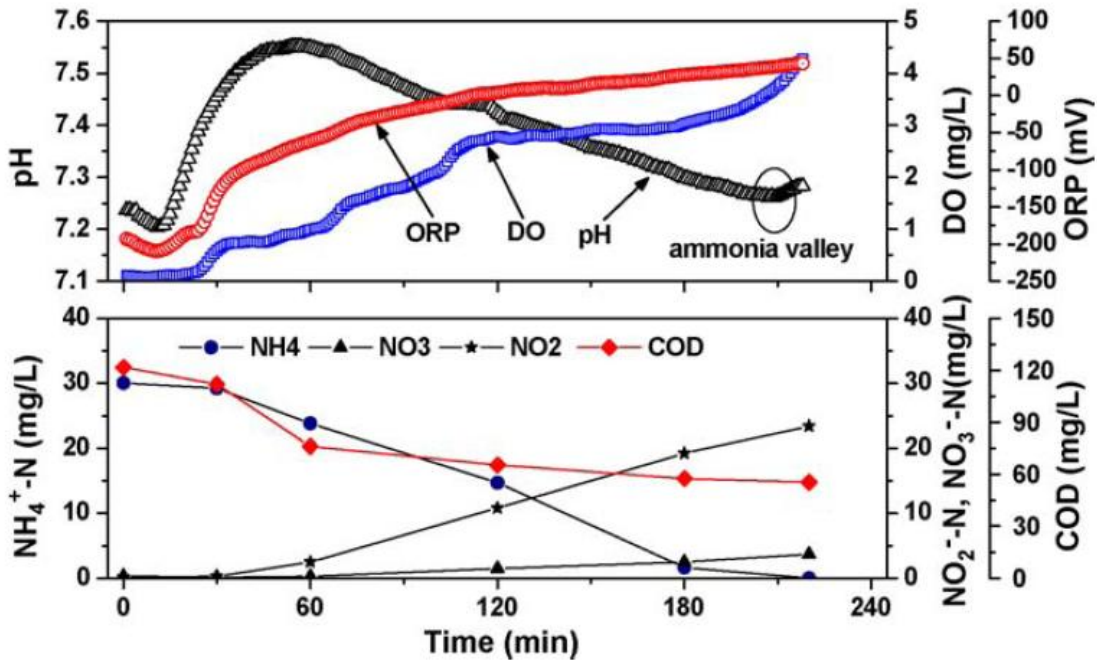 7.6
7.5
7.4
7.3
7.2
7.1
pH
5
4
3
2
1
0
DO (mg/L)
100
50
0
-50
-100
-150
-200
-250
ORP (mV)
ORP
DO
pH
ammonia valley
40
30
20
10
0
NH4+-N (mg/L)
NH4 NO3 NO2 COD
40
30
20
10
0
NO2--N, NO3--N(mg/L)
150
120
90
60
30
0
COD (mg/L)
0 60 120 180 240
Time (min)